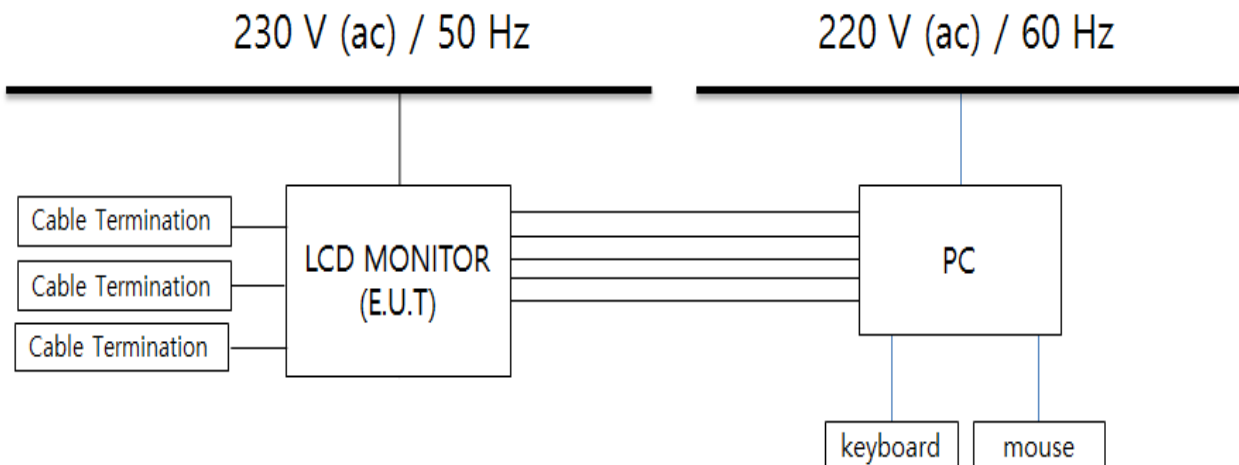 230 V (ac) / 50 Hz
220 V (ac) / 60 Hz
Cable Termination
Cable Termination
Cable Termination
LCD MONITOR
(E.U.T)
PC
keyboard
mouse